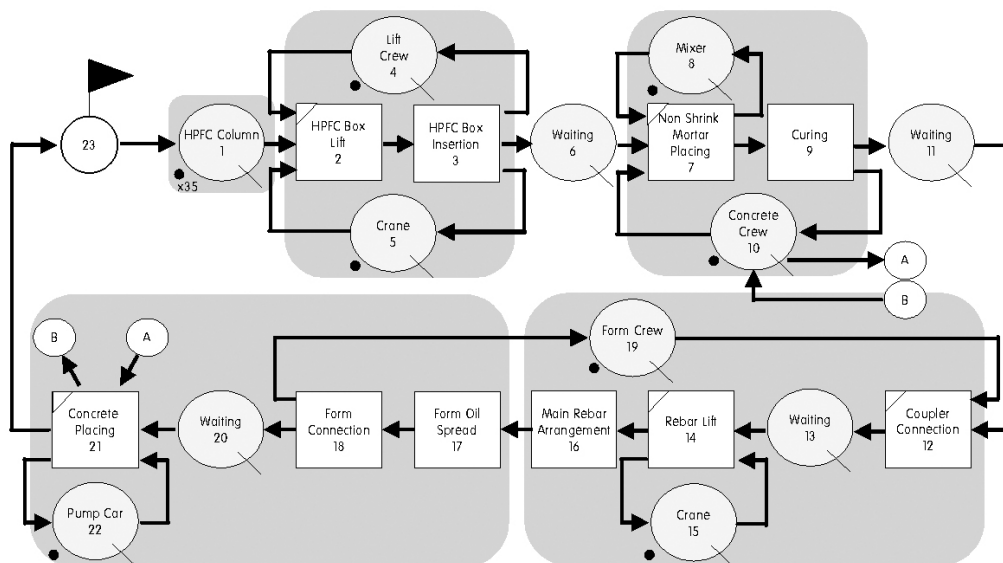 23
HPFC Column
1
x35
Lift
Crew
4
HPFC Box
Lift
2
HPFC Box
Insertion
3
Crane
5
Waiting
6
Mixer
8
Non Shrink
Mortar
Placing
7
Curing
9
Concrete
Crew
10
Waiting
11
A
B
B
A
Concrete
Placing
21
Pump Car
22
Waiting
20
Form
Connection
18
Form Oil
Spread
17
Main Rebar
Arrangement
16
Form Crew
19
Rebar Lift
14
Crane
15
Waiting
13
Coupler
Connection
12